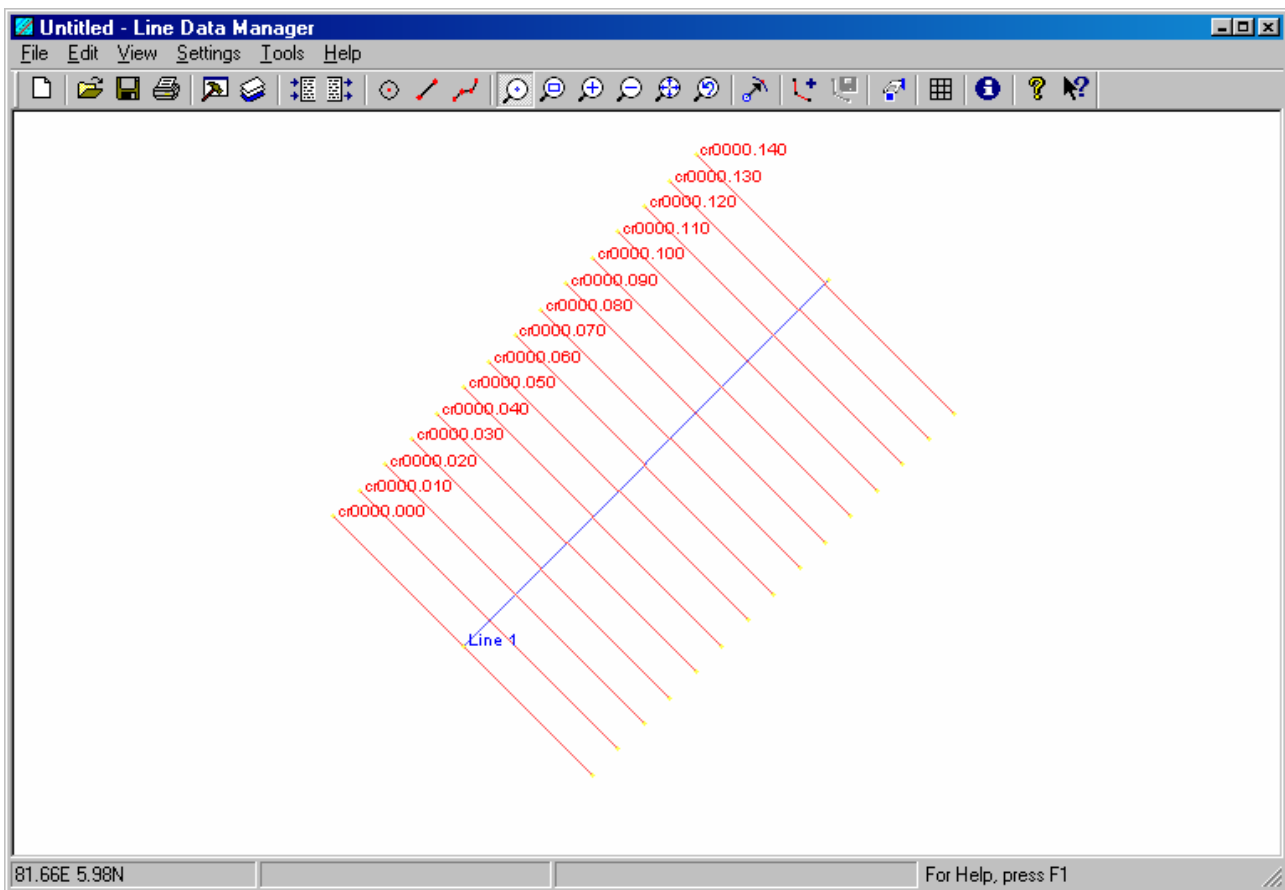 Untitled - Line Data Manager
File Edit View Settings Tools Help
cr0000.140
cr0000.130
cr0000.120
cr0000.110
cr0000.100
cr0000.090
cr0000.080
cr0000.070
cr0000.060
cr0000.050
cr0000.040
cr0000.030
cr0000.020
cr0000.010
cr0000.000
Line 1
81.66E 5.98N
For Help, press F1